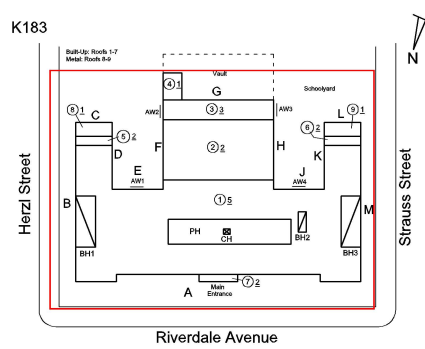 K183
N
Built-Up: Roofs 1-7
Metal: Roofs 8-9
Vault
Schoolyard
4 1
G
8 1
C
AW2
3 3
AW3
L
9 1
5 2
6 2
D
F
2 2
H
K
E
J
AW1
AW4
Herzl Street
B
1 5
M
Strauss Street
PH
CH
BH1
BH2
BH3
7 2
A
Main
Entrance
Riverdale Avenue